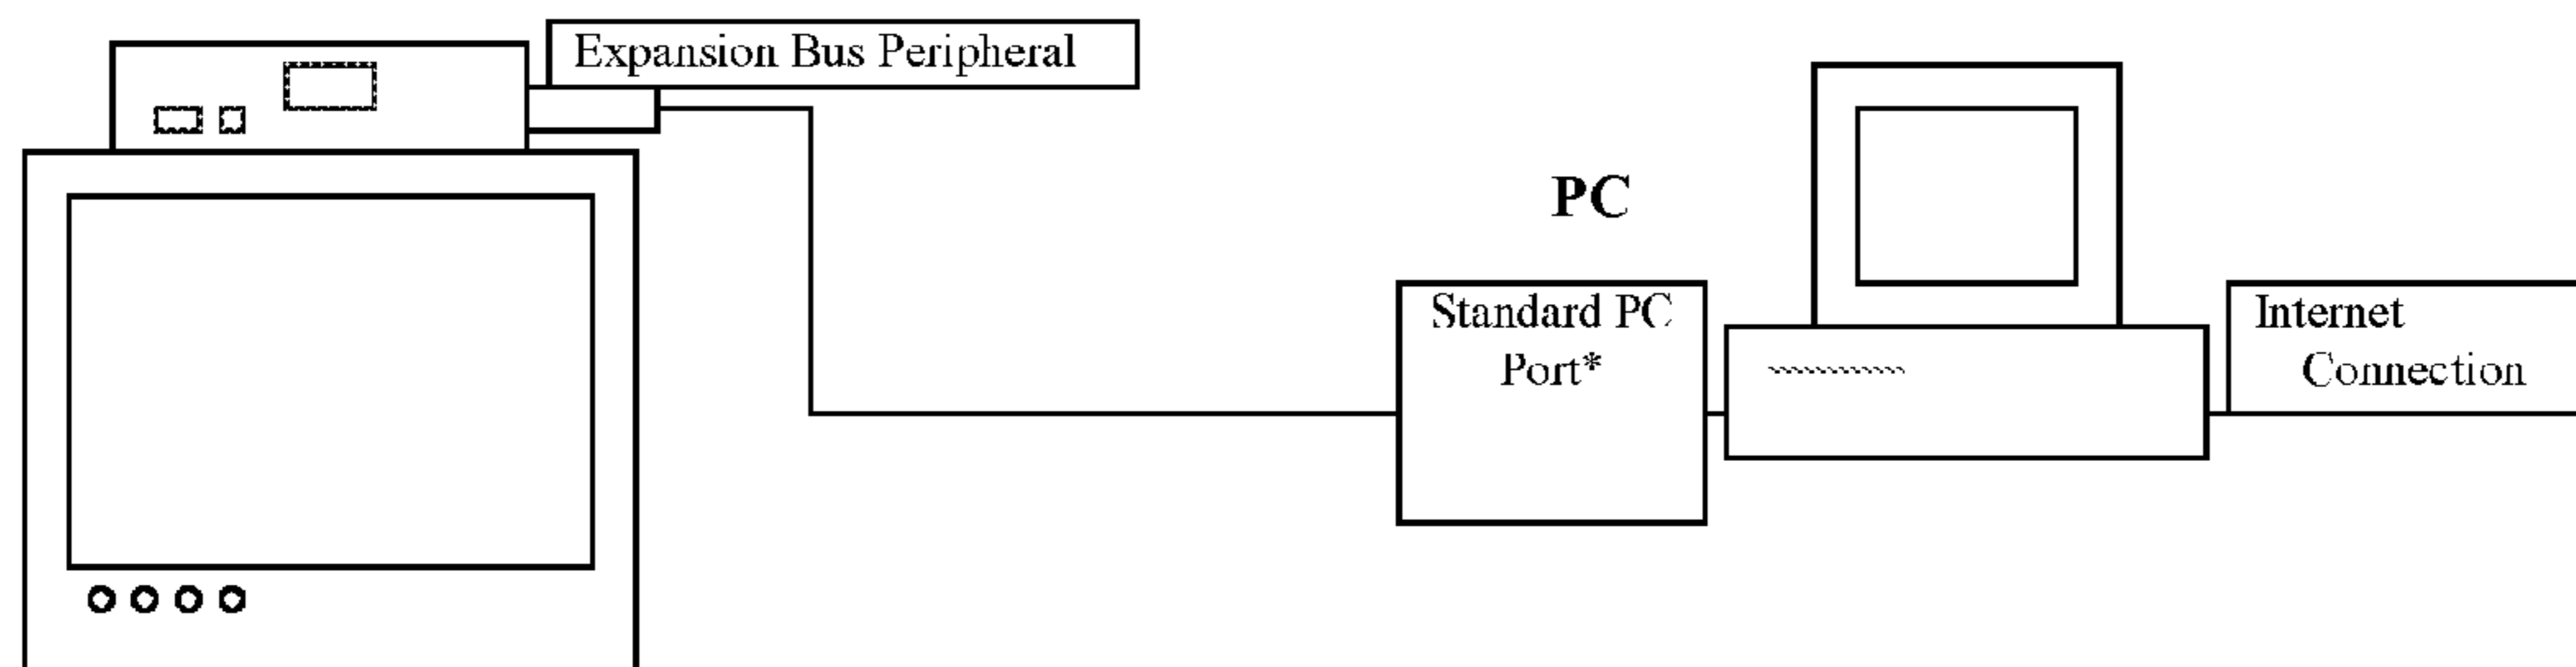 Expansion Bus Peripheral
PC
Standard PC
Port*
Internet
Connection